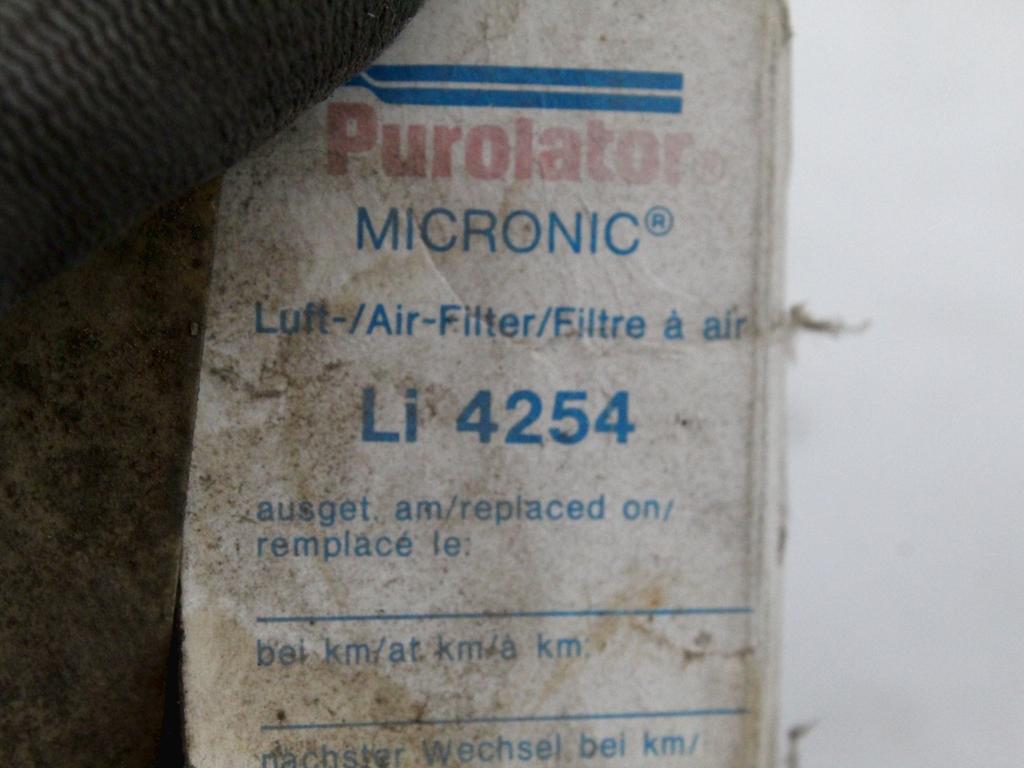 Purolator®
MICRONIC®
Luft-/Air-Filter/Filtre à air
Li 4254
ausget. am/replaced on/
remplacé le:
bei km/at km/à km:
nächster Wechsel bei km/